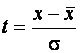 t = (x − x̄) / σ